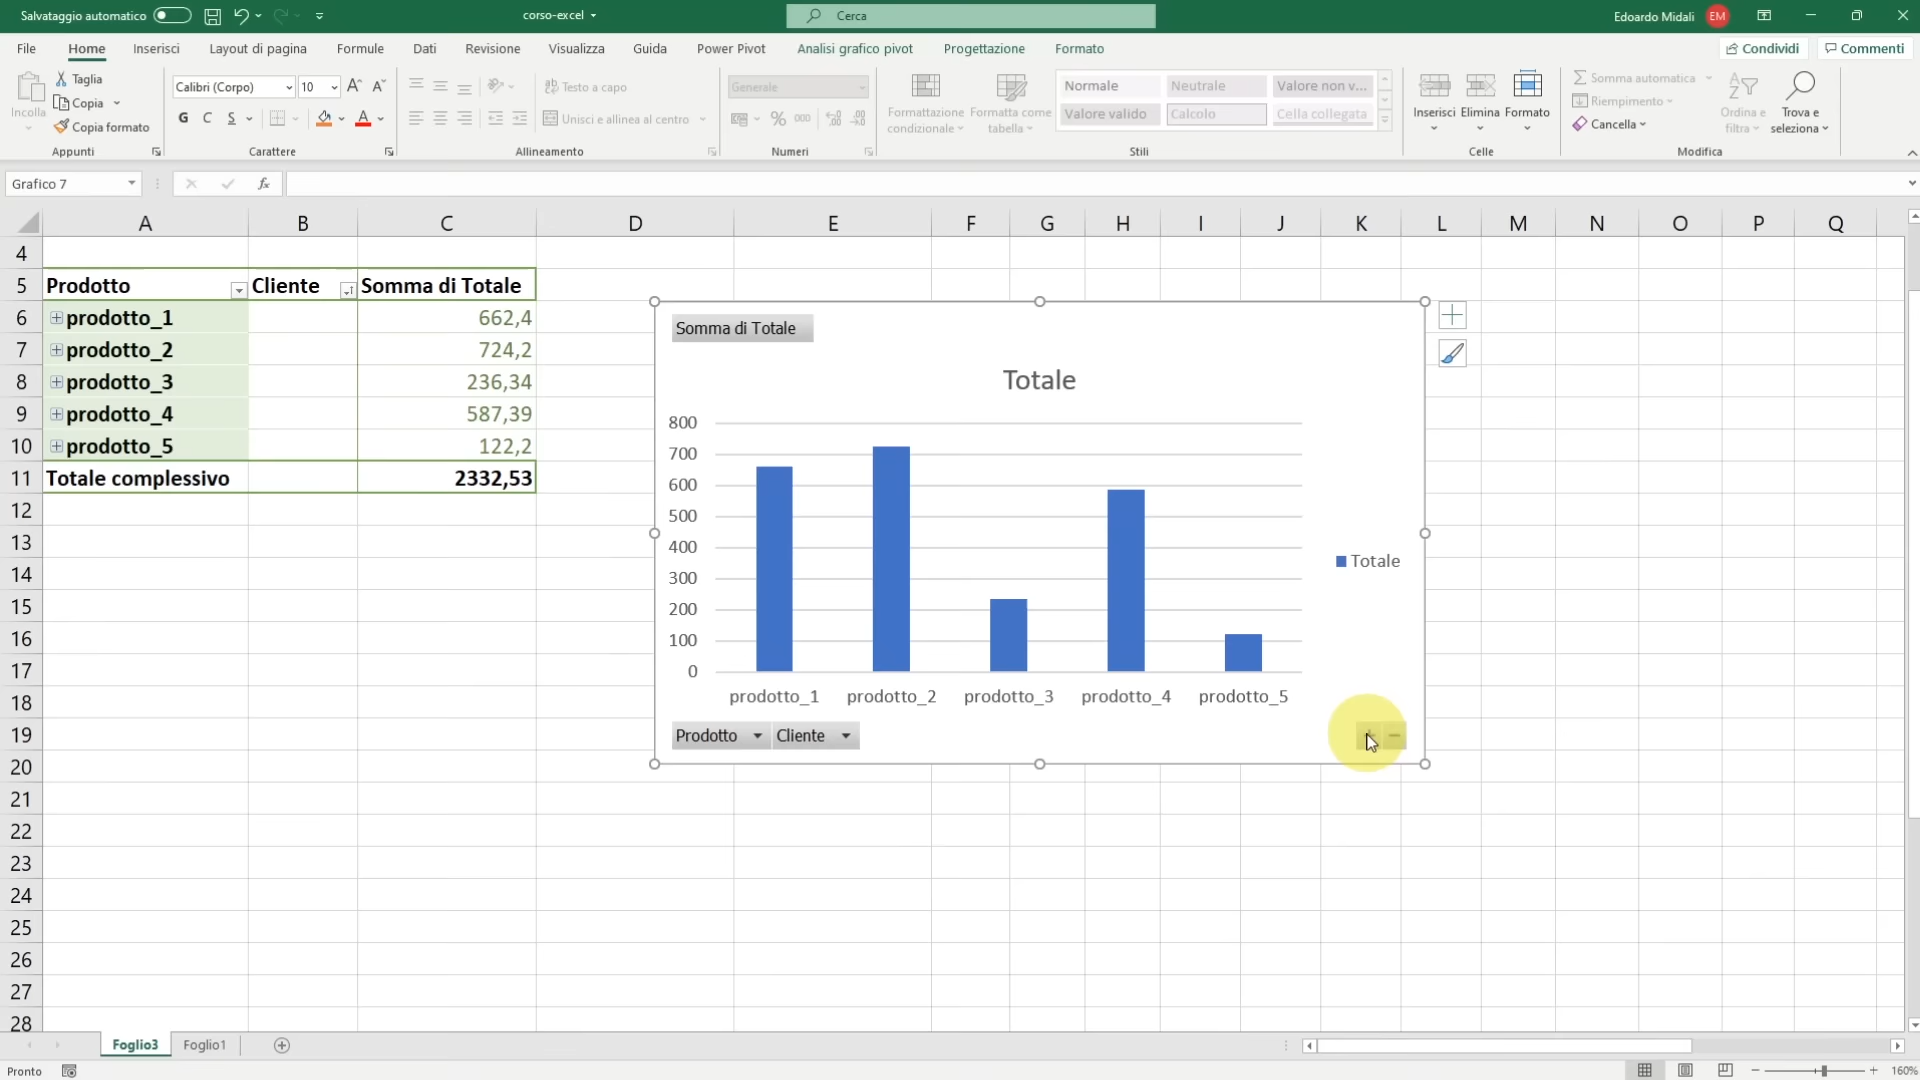 Salvataggio automatico
corso-excel
Cerca
Edoardo Midali
EM
File Home Inserisci Layout di pagina Formule Dati Revisione Visualizza Guida Power Pivot Analisi grafico pivot Progettazione Formato
Condividi Commenti
Incolla
Taglia
Copia
Copia formato
Appunti
Calibri (Corpo) 10
G C S
Carattere
Testo a capo
Unisci e allinea al centro
Allineamento
Generale
% 000
Numeri
Formattazione condizionale
Formatta come tabella
Normale Neutrale Valore non v...
Valore valido Calcolo Cella collegata
Stili
Inserisci Elimina Formato
Celle
Somma automatica
Riempimento
Cancella
Ordina e filtra
Trova e seleziona
Modifica
Grafico 7
fx
A B C D E F G H I J K L M N O P Q
4
5 Prodotto Cliente Somma di Totale
6 prodotto_1 662,4
7 prodotto_2 724,2
8 prodotto_3 236,34
9 prodotto_4 587,39
10 prodotto_5 122,2
11 Totale complessivo 2332,53
12
13
14
15
16
17
18
19
20
21
22
23
24
25
26
27
28
Somma di Totale
Totale
800
700
600
500
400
300
200
100
0
prodotto_1 prodotto_2 prodotto_3 prodotto_4 prodotto_5
Totale
Prodotto Cliente
Foglio3 Foglio1
Pronto
160%